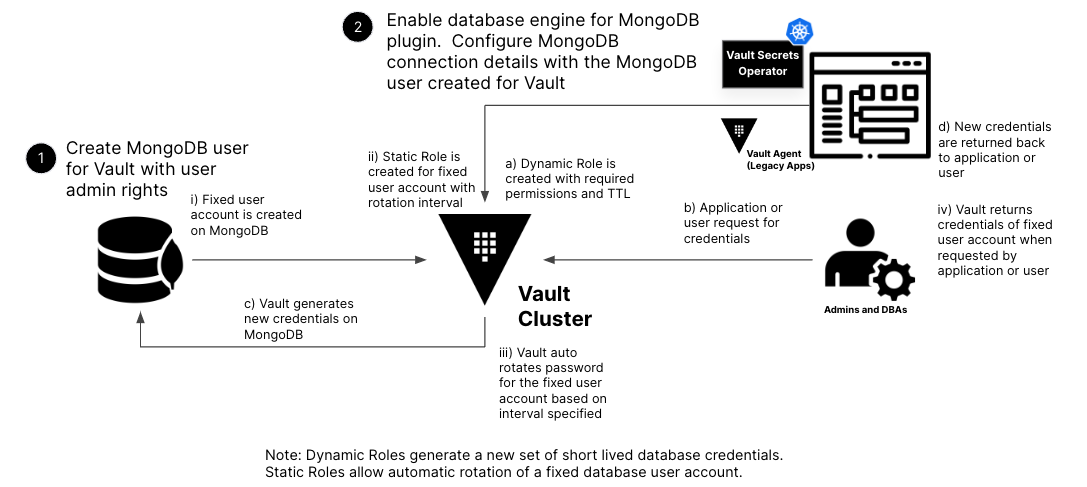 2
Enable database engine for MongoDB
plugin.  Configure MongoDB
connection details with the MongoDB
user created for Vault
Vault Secrets
Operator
1
Create MongoDB user
for Vault with user
admin rights
i) Fixed user
account is created
on MongoDB
ii) Static Role is
created for fixed
user account with
rotation interval
a) Dynamic Role is
created with required
permissions and TTL
Vault Agent
(Legacy Apps)
d) New credentials
are returned back
to application or
user
b) Application or
user request for
credentials
iv) Vault returns
credentials of fixed
user account when
requested by
application or user
Vault
Cluster
Admins and DBAs
c) Vault generates
new credentials on
MongoDB
iii) Vault auto
rotates password
for the fixed user
account based on
interval specified
Note: Dynamic Roles generate a new set of short lived database credentials.
Static Roles allow automatic rotation of a fixed database user account.